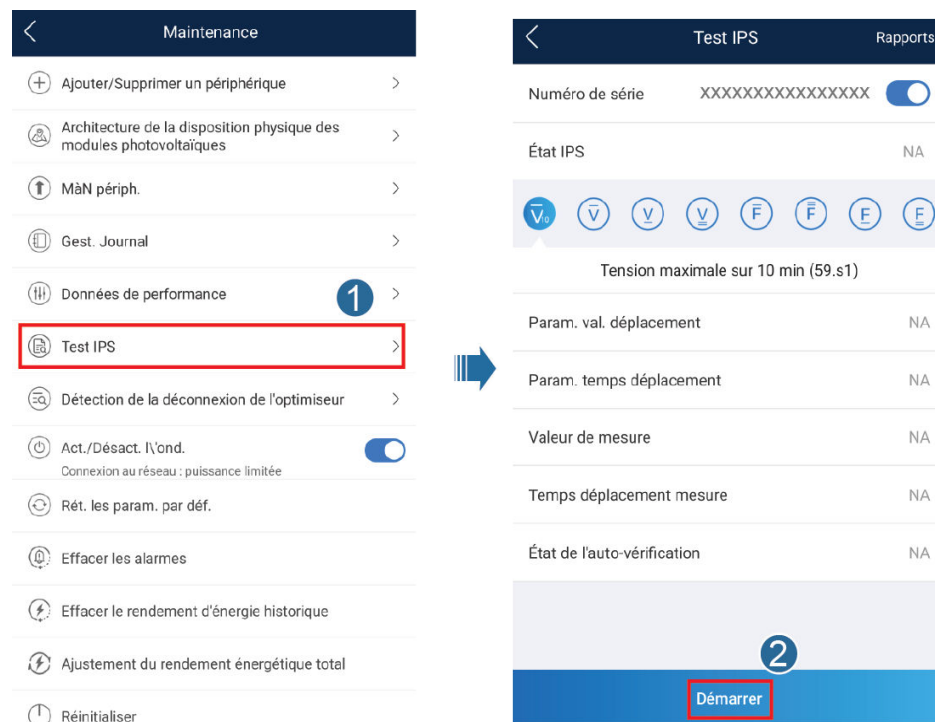 Maintenance
Ajouter/Supprimer un périphérique
Architecture de la disposition physique des
modules photovoltaïques
MàN périph.
Gest. Journal
Données de performance
1
Test IPS
Détection de la déconnexion de l'optimiseur
Act./Désact. l\'ond.
Connexion au réseau : puissance limitée
Rét. les param. par déf.
Effacer les alarmes
Effacer le rendement d'énergie historique
Ajustement du rendement énergétique total
Réinitialiser
Test IPS Rapports
Numéro de série XXXXXXXXXXXXXXXX
État IPS NA
V̅₁₀ V̅ V̲ V̳ F̅ F̿ F̲ F̳
Tension maximale sur 10 min (59.s1)
Param. val. déplacement NA
Param. temps déplacement NA
Valeur de mesure NA
Temps déplacement mesure NA
État de l'auto-vérification NA
2
Démarrer